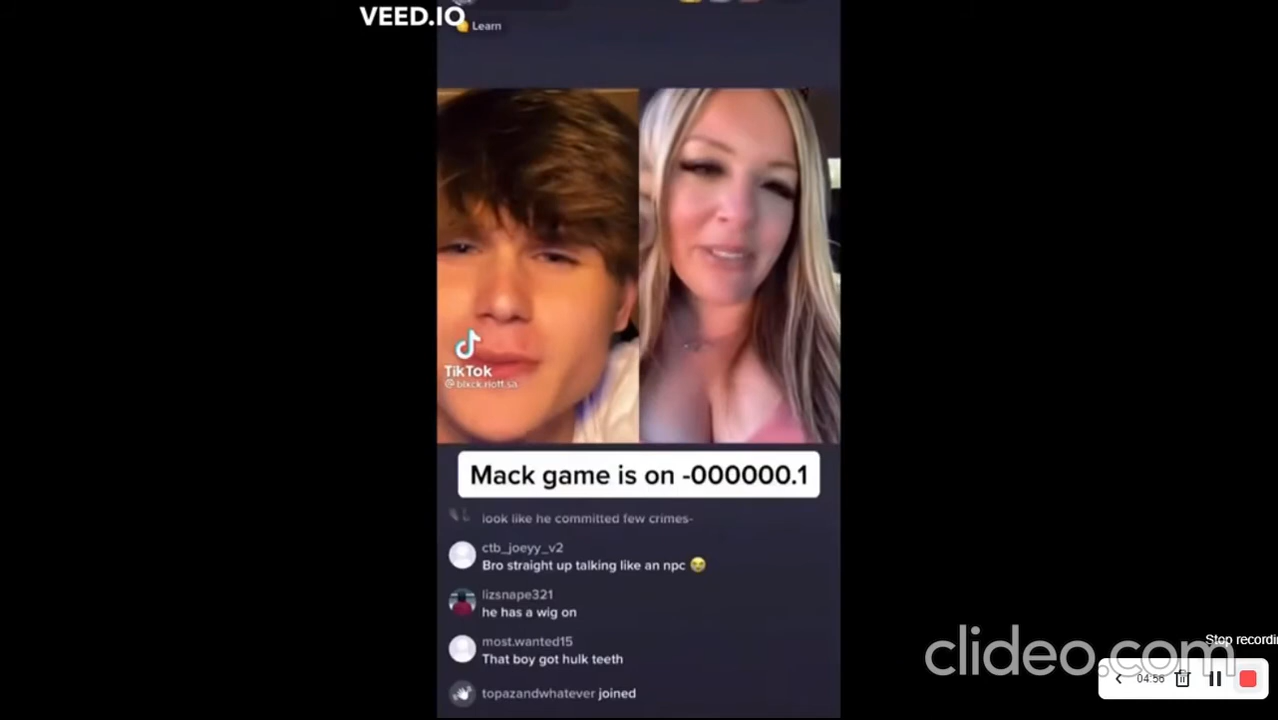 VEED.IO
Learn
TikTok
Mack game is on -000000.1
look like he committed few crimes-
ctb_joeyy_v2
Bro straight up talking like an npc 😭
lizsnape321
he has a wig on
most.wanted15
That boy got hulk teeth
topazandwhatever joined
clideo.com
Stop recordin
04:56